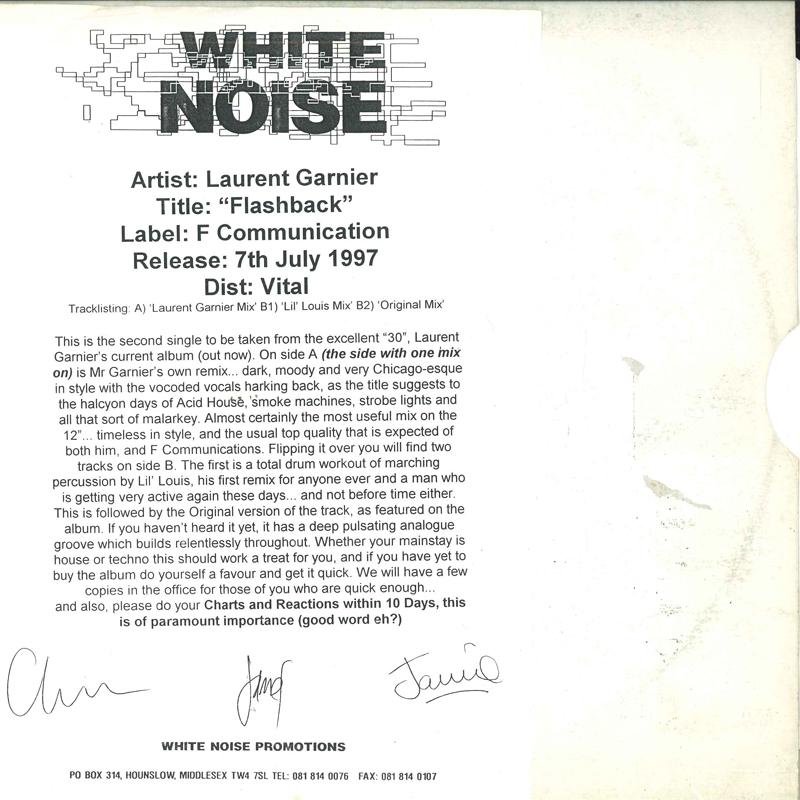 WHITE
NOISE
Artist: Laurent Garnier
Title: “Flashback”
Label: F Communication
Release: 7th July 1997
Dist: Vital
Tracklisting: A) ‘Laurent Garnier Mix’ B1) ‘Lil’ Louis Mix’ B2) ‘Original Mix’
This is the second single to be taken from the excellent “30”, Laurent
Garnier’s current album (out now). On side A (the side with one mix
on) is Mr Garnier’s own remix... dark, moody and very Chicago-esque
in style with the vocoded vocals harking back, as the title suggests to
the halcyon days of Acid House, smoke machines, strobe lights and
all that sort of malarkey. Almost certainly the most useful mix on the
12”... timeless in style, and the usual top quality that is expected of
both him, and F Communications. Flipping it over you will find two
tracks on side B. The first is a total drum workout of marching
percussion by Lil’ Louis, his first remix for anyone ever and a man who
is getting very active again these days... and not before time either.
This is followed by the Original version of the track, as featured on the
album. If you haven’t heard it yet, it has a deep pulsating analogue
groove which builds relentlessly throughout. Whether your mainstay is
house or techno this should work a treat for you, and if you have yet to
buy the album do yourself a favour and get it quick. We will have a few
copies in the office for those of you who are quick enough...
and also, please do your Charts and Reactions within 10 Days, this
is of paramount importance (good word eh?)
Jamie
WHITE NOISE PROMOTIONS
PO BOX 314, HOUNSLOW, MIDDLESEX TW4 7SL TEL: 081 814 0076 FAX: 081 814 0107